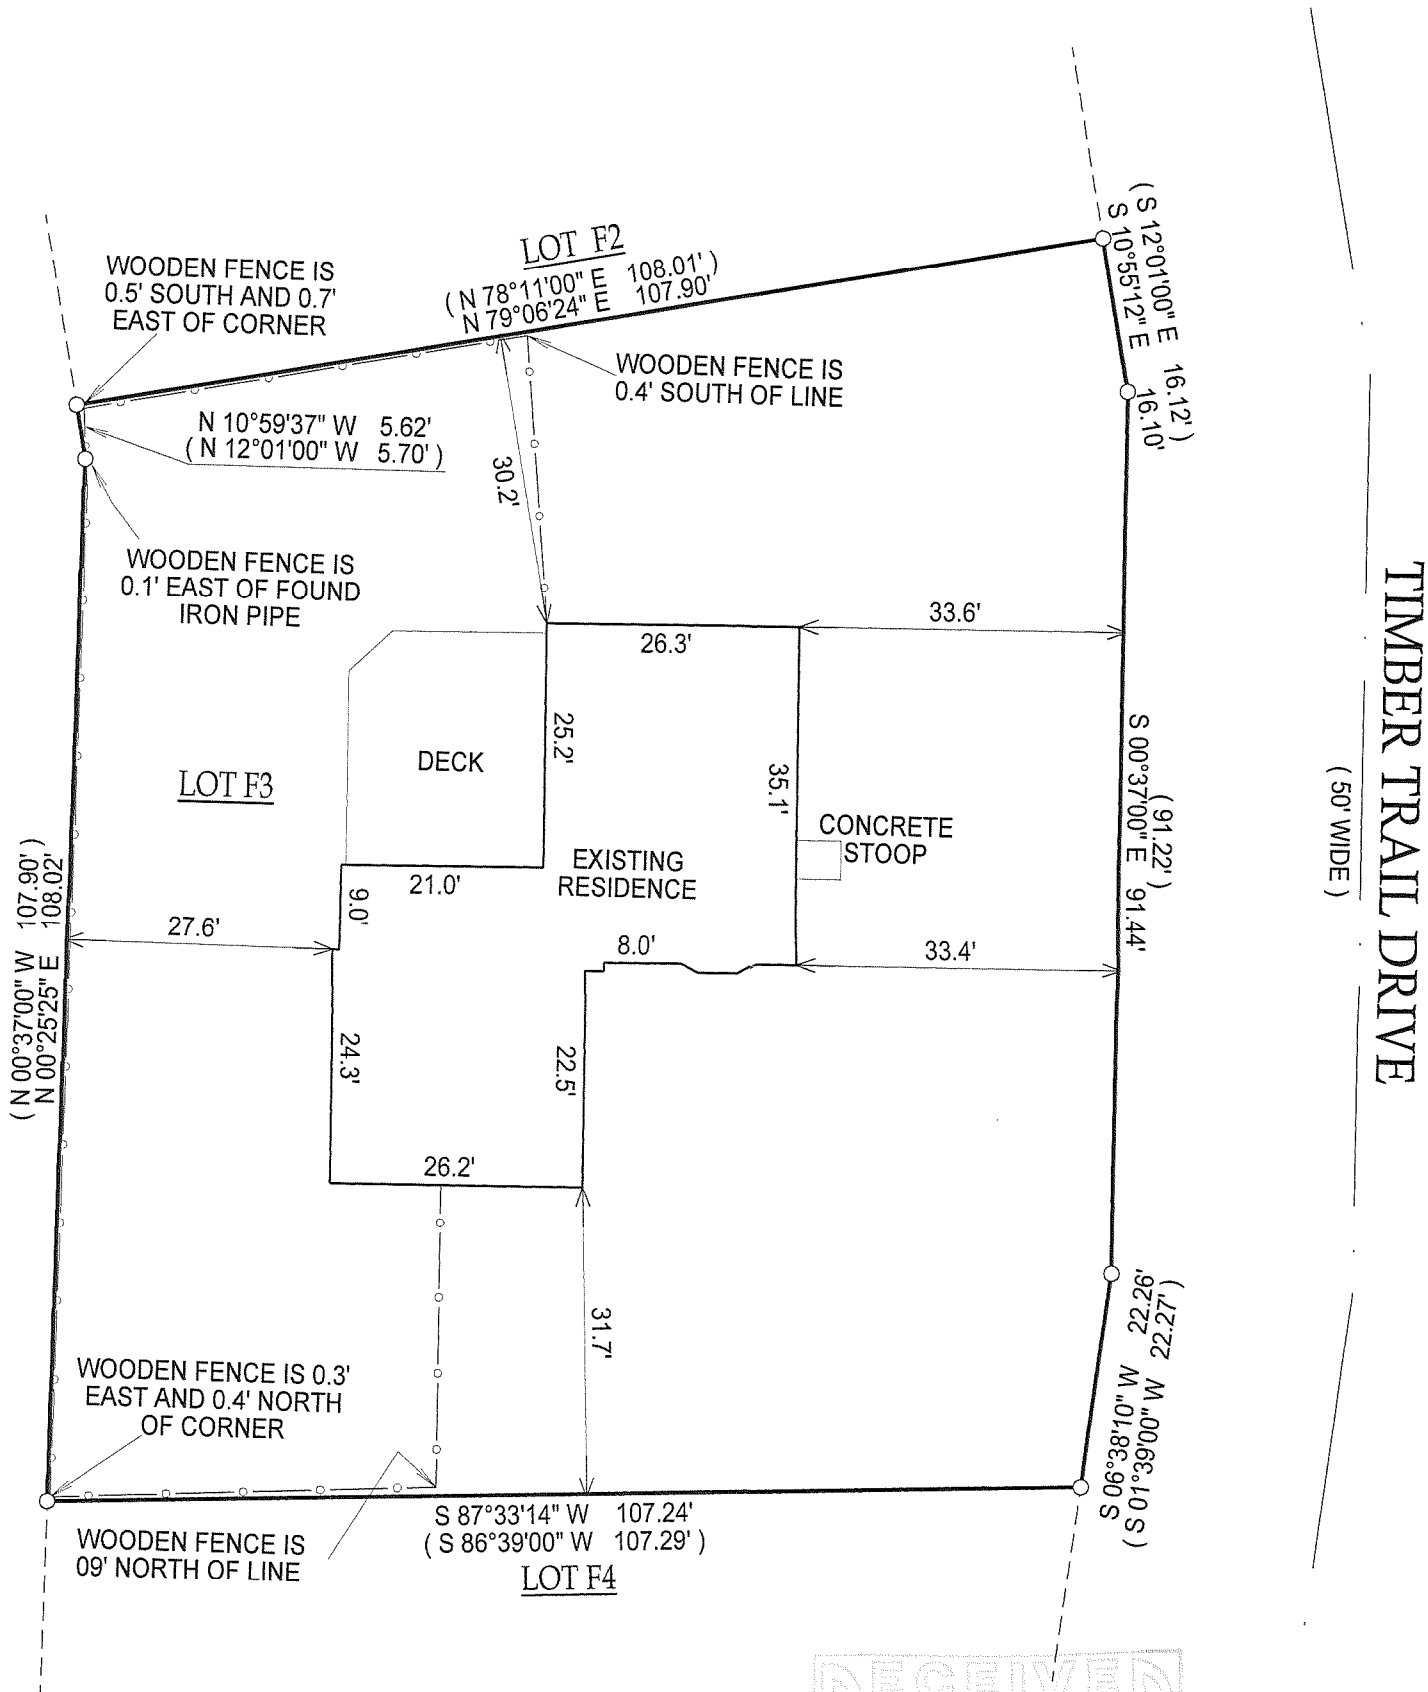 LOT F2
( N 78°11'00" E 108.01' )
N 79°06'24" E 107.90'
( S 12°01'00" E 16.12' )
S 10°55'12" E 16.10'
WOODEN FENCE IS
0.5' SOUTH AND 0.7'
EAST OF CORNER
WOODEN FENCE IS
0.4' SOUTH OF LINE
N 10°59'37" W 5.62'
( N 12°01'00" W 5.70' )
30.2'
WOODEN FENCE IS
0.1' EAST OF FOUND
IRON PIPE
33.6'
26.3'
25.2'
DECK
35.1'
LOT F3
CONCRETE
STOOP
EXISTING
RESIDENCE
21.0'
9.0'
27.6'
8.0'
33.4'
TIMBER TRAIL DRIVE
( 50' WIDE )
( 91.22' )
S 00°37'00" E 91.44'
( N 00°37'00" W 107.90' )
N 00°25'25" E 108.02'
24.3'
22.5'
26.2'
31.7'
S 06°38'10" W 22.26'
( S 01°39'00" W 22.27' )
WOODEN FENCE IS 0.3'
EAST AND 0.4' NORTH
OF CORNER
S 87°33'14" W 107.24'
( S 86°39'00" W 107.29' )
WOODEN FENCE IS
09' NORTH OF LINE
LOT F4
RECEIVED